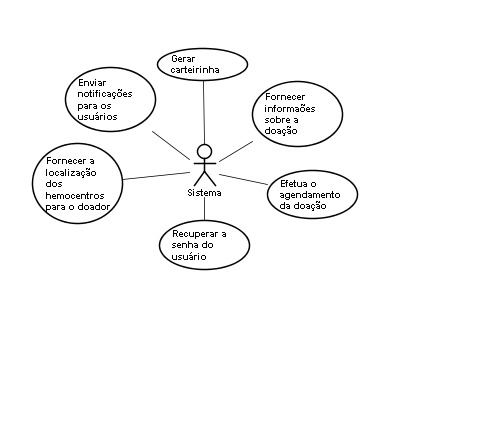 Gerar
carteirinha
Enviar
notificações
para os
usuários
Fornecer
informaões
sobre a
doação
Fornecer a
localização
dos
hemocentros
para o doador
Efetua o
agendamento
da doação
Sistema
Recuperar a
senha do
usuário